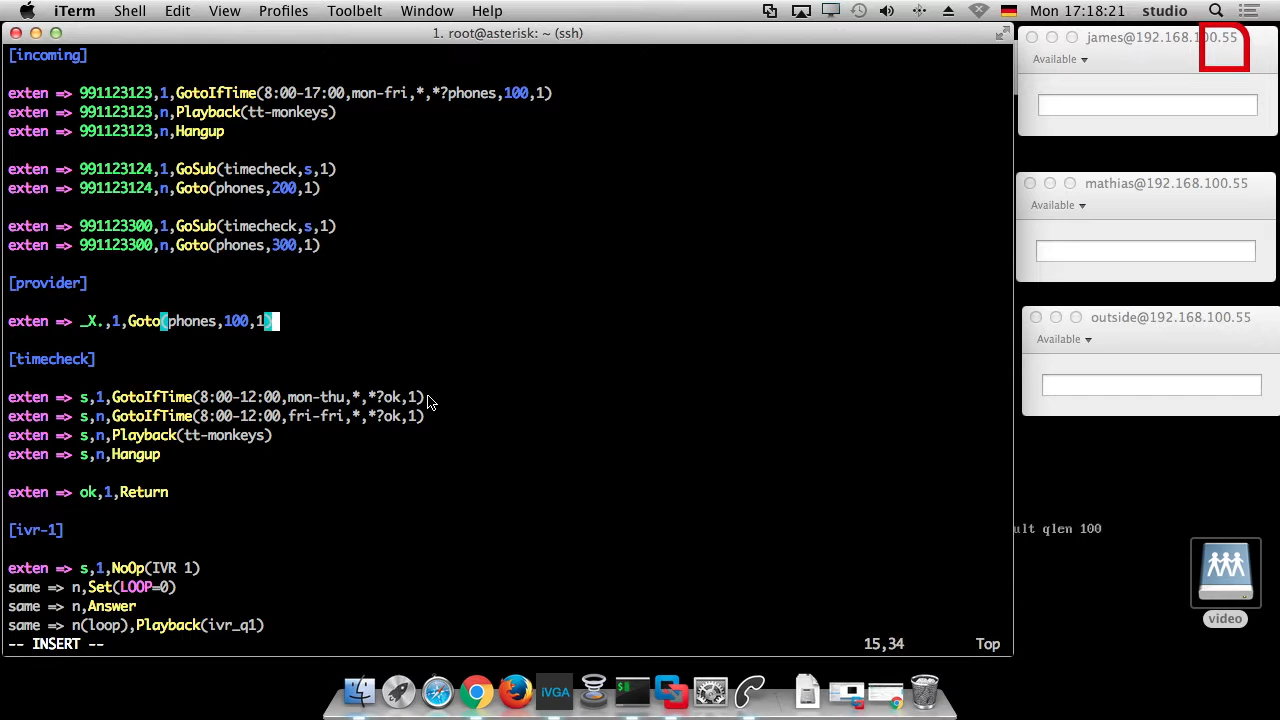 iTerm Shell Edit View Profiles Toolbelt Window Help Mon 17:18:21 studio
1. root@asterisk: ~ (ssh)
[incoming]
exten => 991123123,1,GotoIfTime(8:00-17:00,mon-fri,*,*?phones,100,1)
exten => 991123123,n,Playback(tt-monkeys)
exten => 991123123,n,Hangup
exten => 991123124,1,GoSub(timecheck,s,1)
exten => 991123124,n,Goto(phones,200,1)
exten => 991123300,1,GoSub(timecheck,s,1)
exten => 991123300,n,Goto(phones,300,1)
[provider]
exten => _X.,1,Goto(phones,100,1)
[timecheck]
exten => s,1,GotoIfTime(8:00-12:00,mon-thu,*,*?ok,1)
exten => s,n,GotoIfTime(8:00-12:00,fri-fri,*,*?ok,1)
exten => s,n,Playback(tt-monkeys)
exten => s,n,Hangup
exten => ok,1,Return
[ivr-1]
exten => s,1,NoOp(IVR 1)
same => n,Set(LOOP=0)
same => n,Answer
same => n(loop),Playback(ivr_q1)
-- INSERT -- 15,34 Top
james@192.168.100.55
Available
mathias@192.168.100.55
Available
outside@192.168.100.55
Available
ult qlen 100
video
iVGA